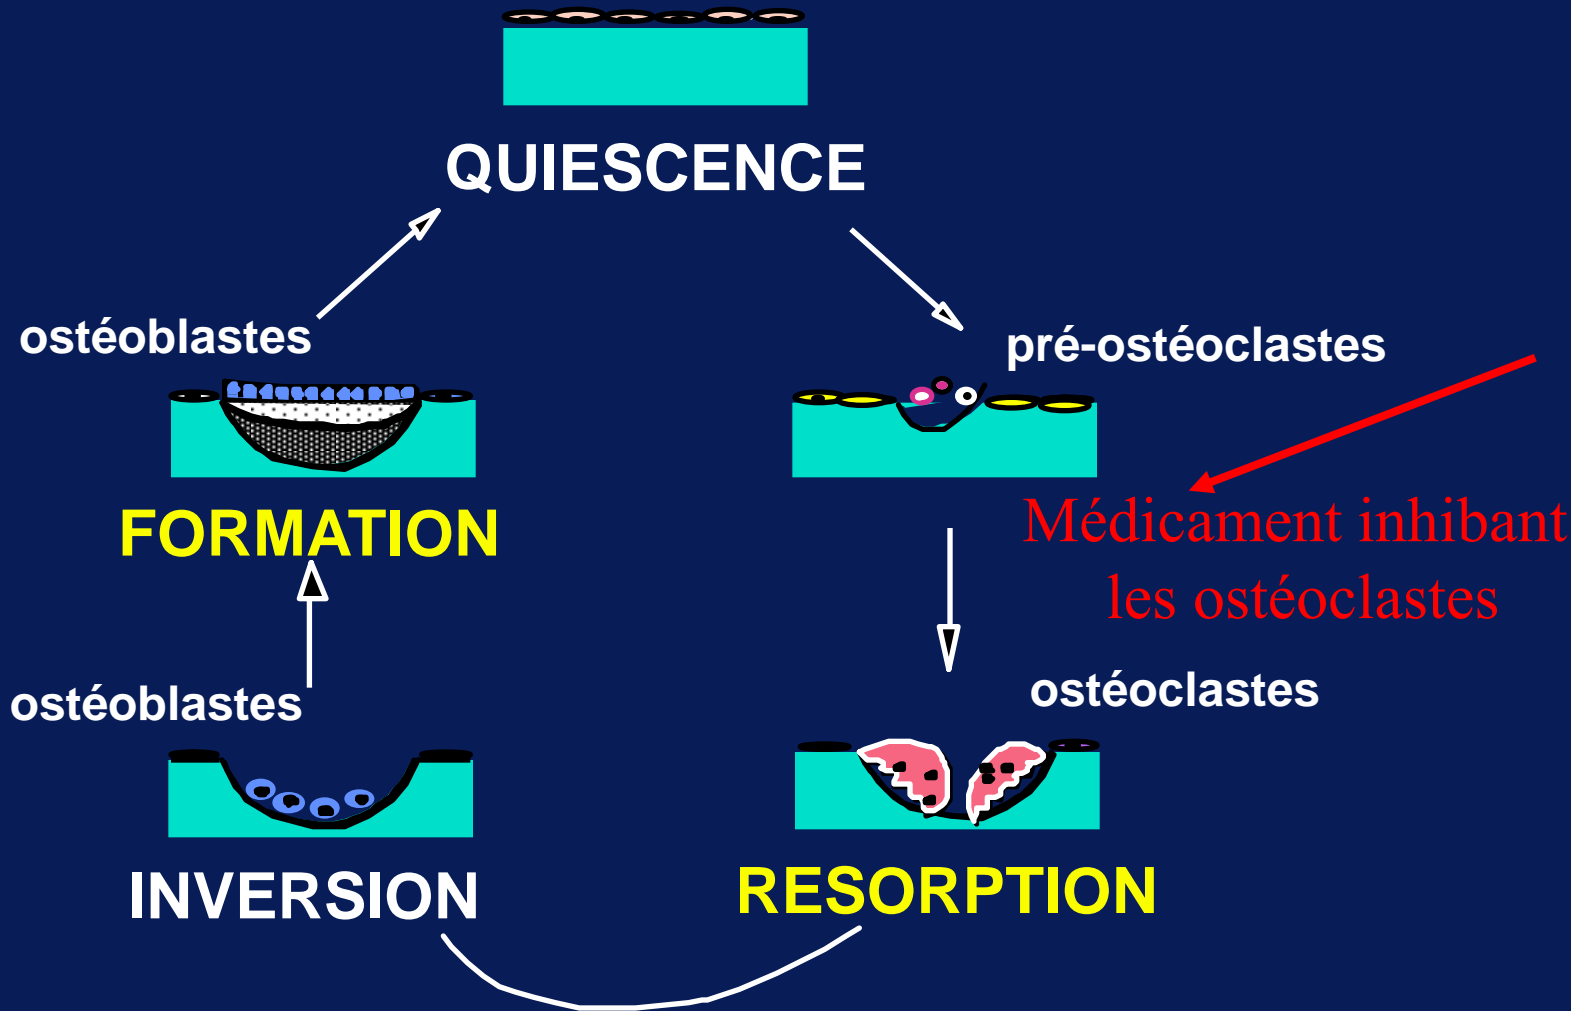 QUIESCENCE
ostéoblastes
pré-ostéoclastes
FORMATION
Médicament inhibant
les ostéoclastes
ostéoblastes
ostéoclastes
INVERSION
RESORPTION